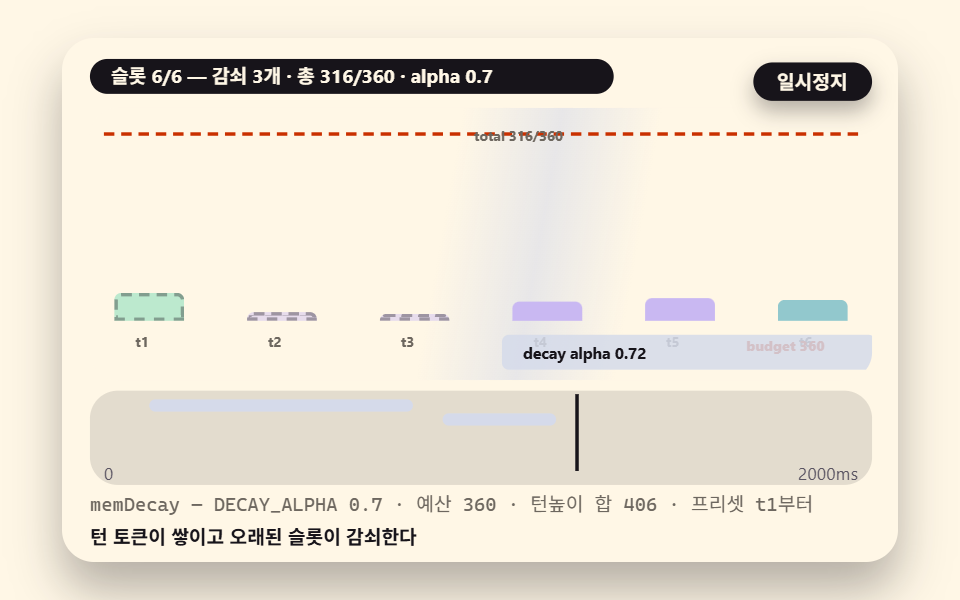 슬롯 6/6 — 감쇠 3개 · 총 316/360 · alpha 0.7
일시정지
total 316/360
t1
t2
t3
t4
t5
t6
budget 360
decay alpha 0.72
0
2000ms
memDecay — DECAY_ALPHA 0.7 · 예산 360 · 턴높이 합 406 · 프리셋 t1부터
턴 토큰이 쌓이고 오래된 슬롯이 감쇠한다